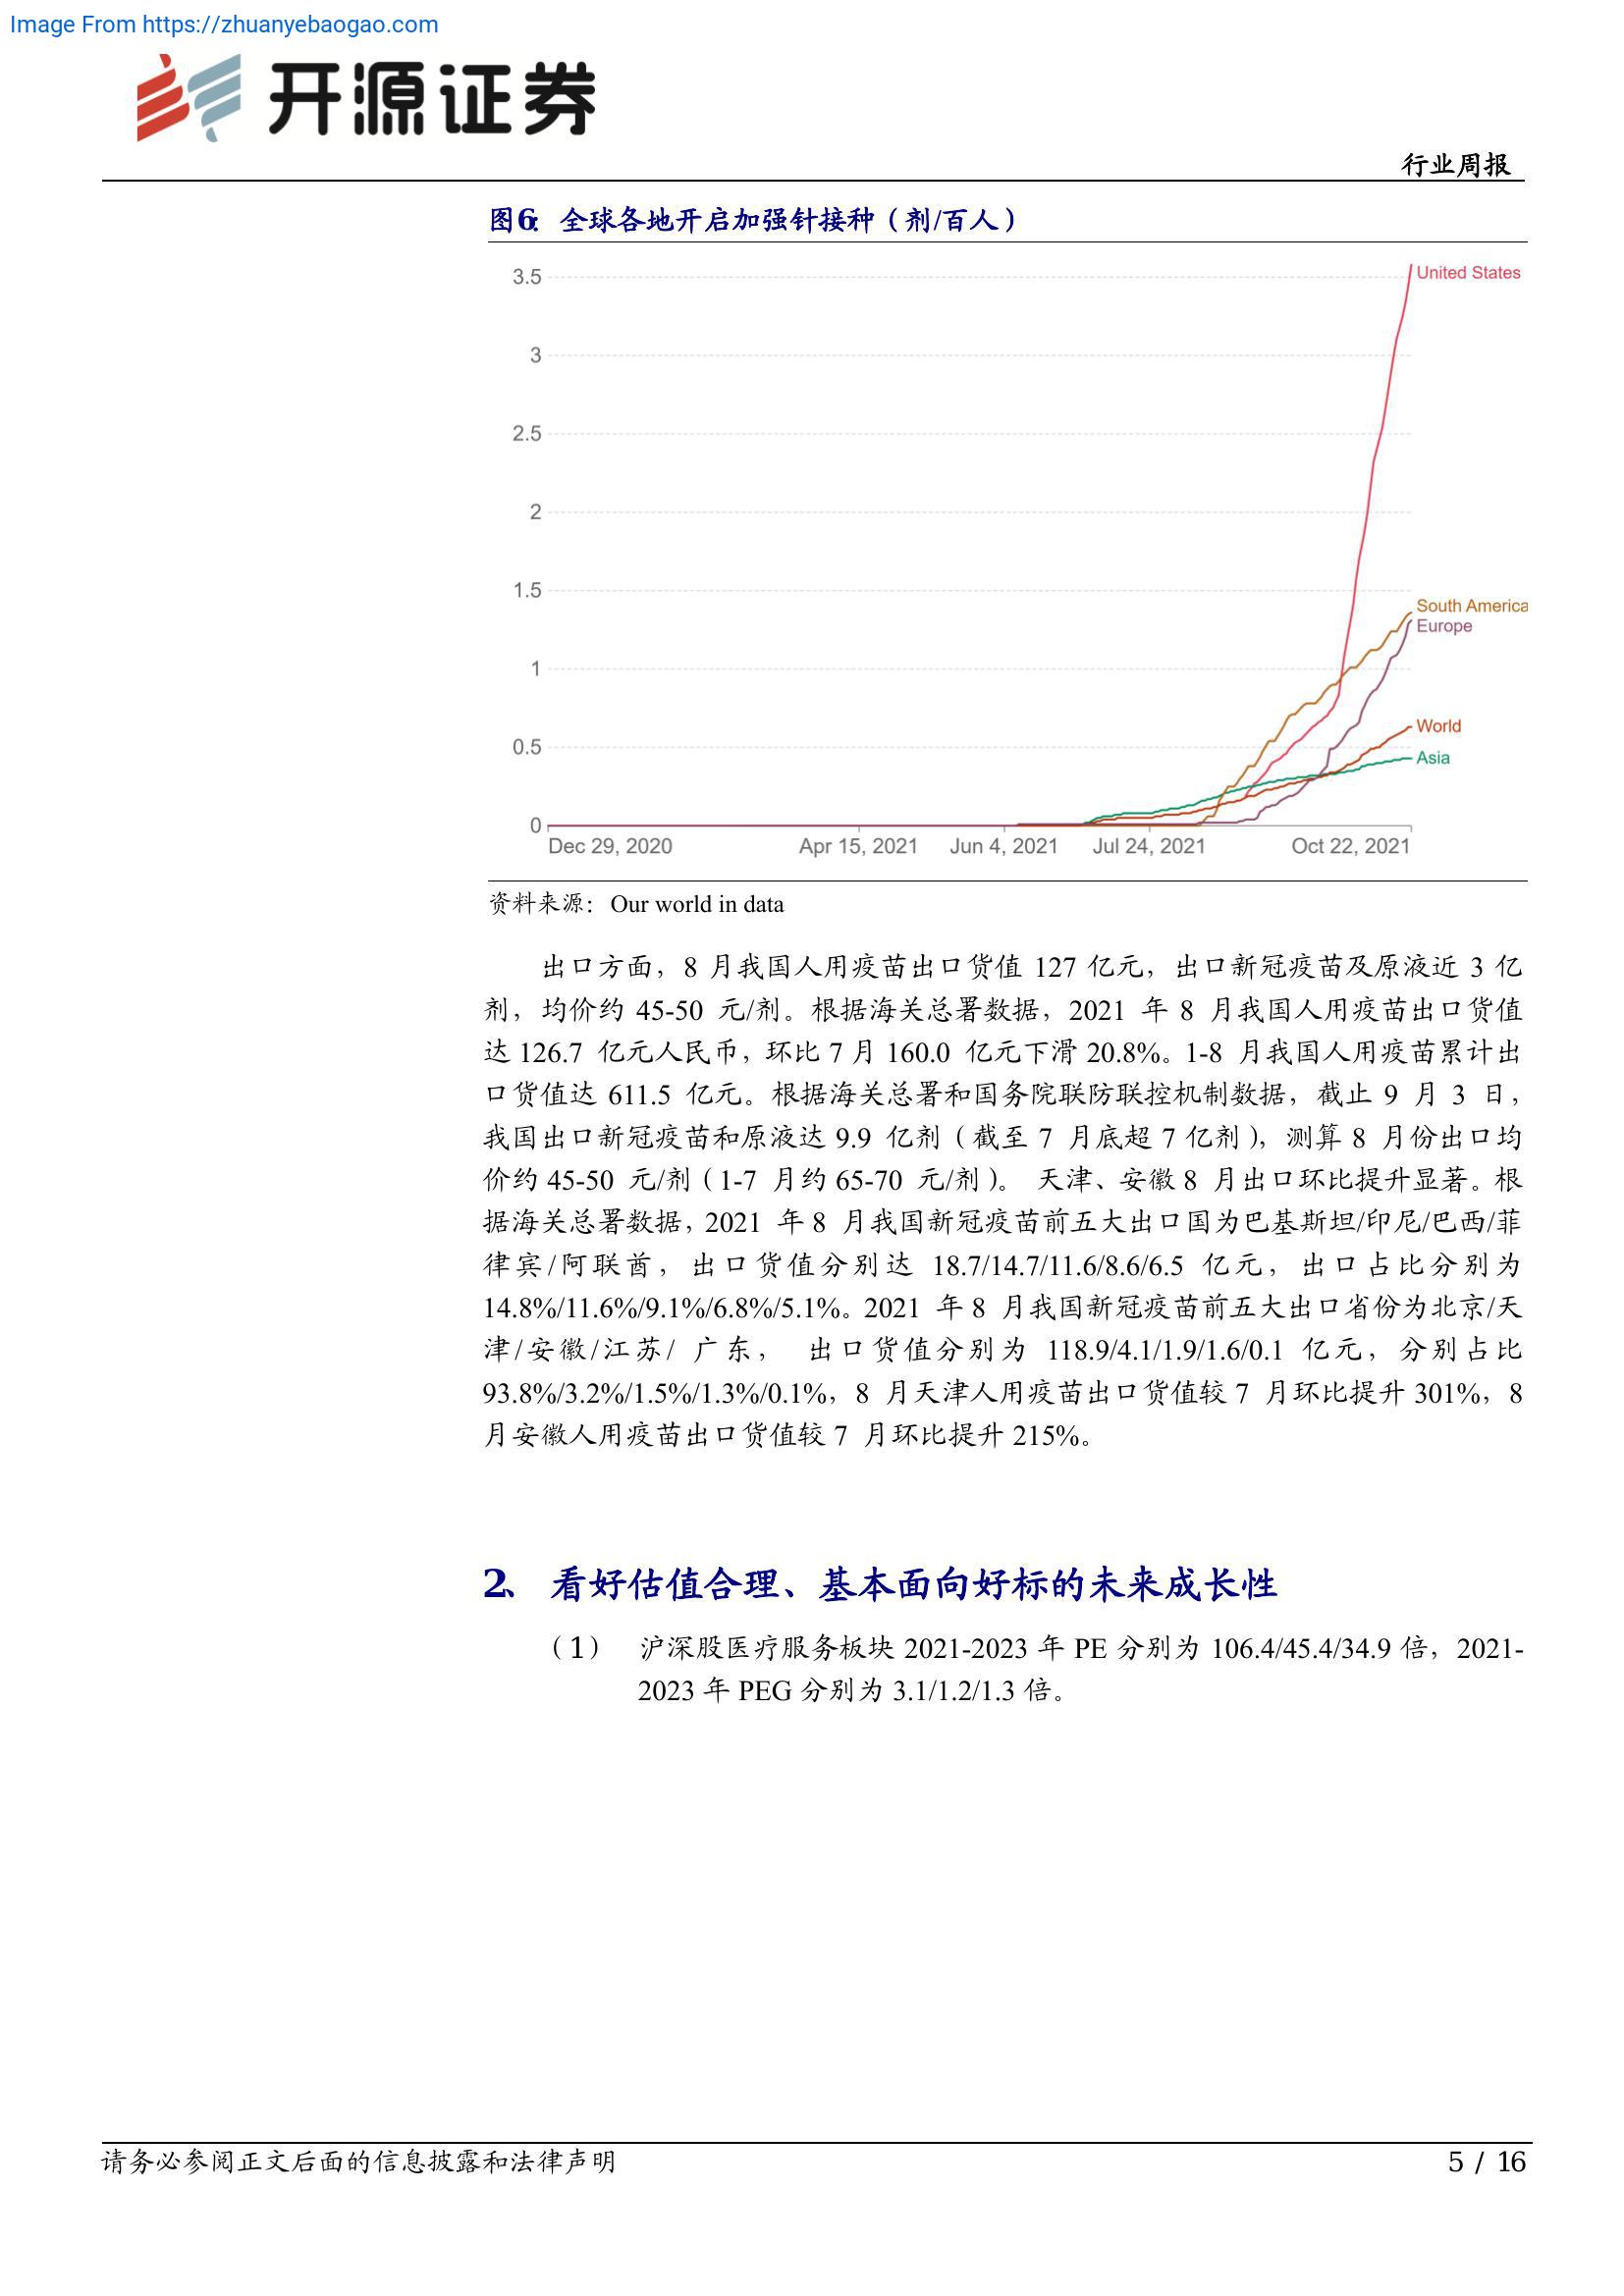 Image From https://zhuanyebaogao.com
开源证券
行业周报
图6： 全球各地开启加强针接种（剂/百人）
3.5
3
2.5
2
1.5
1
0.5
0
United States
South America
Europe
World
Asia
Dec 29, 2020 Apr 15, 2021 Jun 4, 2021 Jul 24, 2021 Oct 22, 2021
资料来源：Our world in data
出口方面，8 月我国人用疫苗出口货值 127 亿元，出口新冠疫苗及原液近 3 亿
剂，均价约 45-50 元/剂。根据海关总署数据，2021 年 8 月我国人用疫苗出口货值
达 126.7 亿元人民币，环比 7 月 160.0 亿元下滑 20.8%。1-8 月我国人用疫苗累计出
口货值达 611.5 亿元。根据海关总署和国务院联防联控机制数据，截止 9 月 3 日，
我国出口新冠疫苗和原液达 9.9 亿剂（截至 7 月底超 7 亿剂），测算 8 月份出口均
价约 45-50 元/剂（1-7 月约 65-70 元/剂）。 天津、安徽 8 月出口环比提升显著。根
据海关总署数据，2021 年 8 月我国新冠疫苗前五大出口国为巴基斯坦/印尼/巴西/菲
律宾/阿联酋，出口货值分别达 18.7/14.7/11.6/8.6/6.5 亿元，出口占比分别为
14.8%/11.6%/9.1%/6.8%/5.1%。2021 年 8 月我国新冠疫苗前五大出口省份为北京/天
津/安徽/江苏/ 广东， 出口货值分别为 118.9/4.1/1.9/1.6/0.1 亿元，分别占比
93.8%/3.2%/1.5%/1.3%/0.1%，8 月天津人用疫苗出口货值较 7 月环比提升 301%，8
月安徽人用疫苗出口货值较 7 月环比提升 215%。
2、 看好估值合理、基本面向好标的未来成长性
（1） 沪深股医疗服务板块 2021-2023 年 PE 分别为 106.4/45.4/34.9 倍，2021-
2023 年 PEG 分别为 3.1/1.2/1.3 倍。
请务必参阅正文后面的信息披露和法律声明
5 / 16